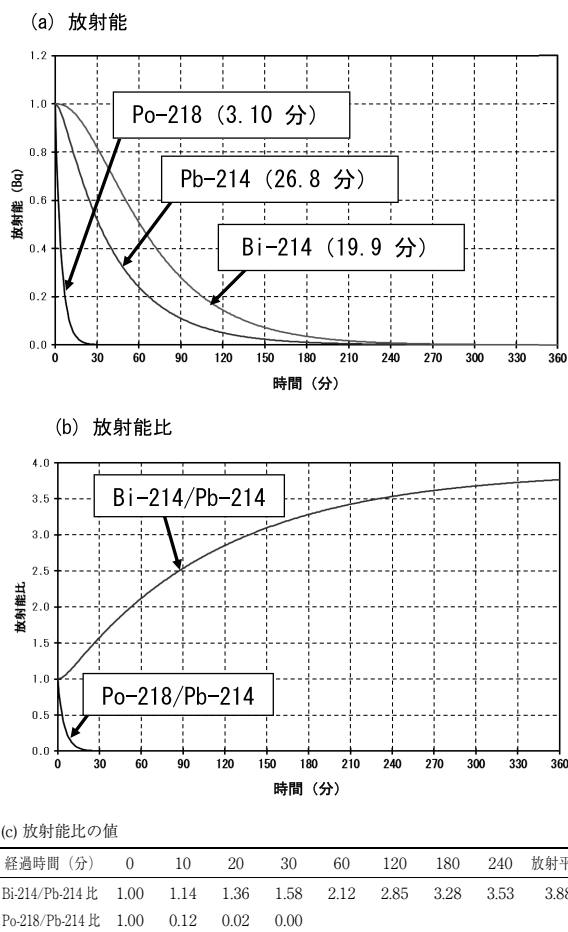 (a) 放射能
1.2
1.0
0.8
0.6
0.4
0.2
0.0
放射能 (Bq)
Po-218 (3.10 分)
Pb-214 (26.8 分)
Bi-214 (19.9 分)
0 30 60 90 120 150 180 210 240 270 300 330 360
時間 (分)
(b) 放射能比
4.0
3.5
3.0
2.5
2.0
1.5
1.0
0.5
0.0
放射能比
Bi-214/Pb-214
Po-218/Pb-214
0 30 60 90 120 150 180 210 240 270 300 330 360
時間 (分)
(c) 放射能比の値
経過時間 (分) 0 10 20 30 60 120 180 240 放射平
Bi-214/Pb-214 比 1.00 1.14 1.36 1.58 2.12 2.85 3.28 3.53 3.88
Po-218/Pb-214 比 1.00 0.12 0.02 0.00